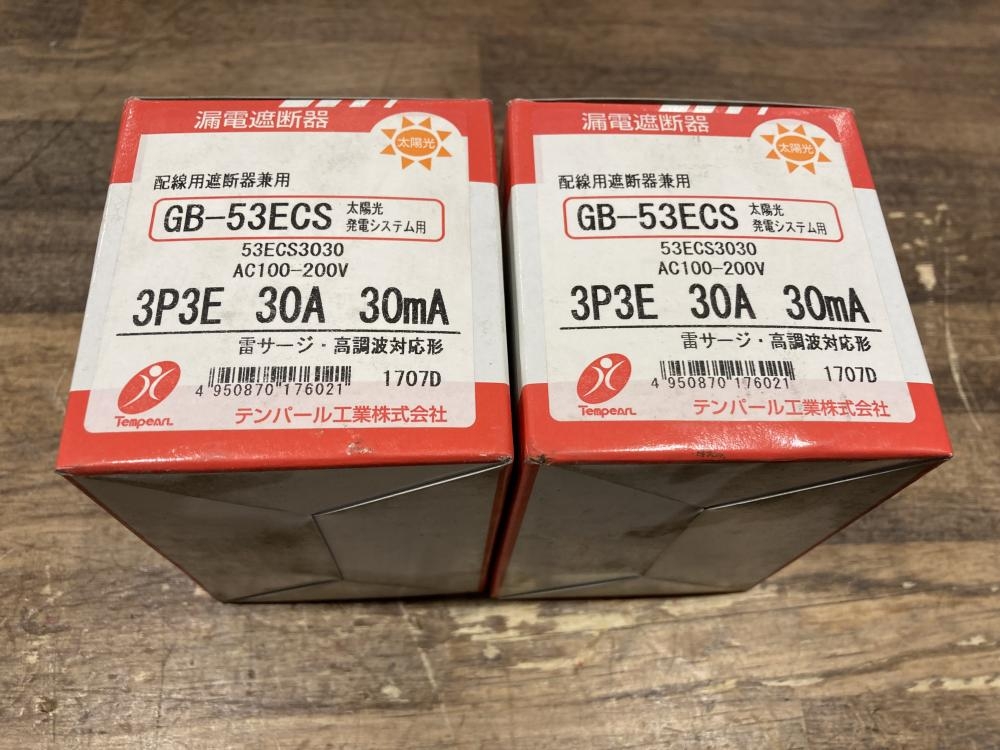 漏電遮断器
太陽光
配線用遮断器兼用
GB-53ECS 太陽光
発電システム用
53ECS3030
AC100-200V
3P3E 30A 30mA
雷サージ・高調波対応形
4 950870 176021 1707D
Tempearl テンパール工業株式会社
漏電遮断器
太陽光
配線用遮断器兼用
GB-53ECS 太陽光
発電システム用
53ECS3030
AC100-200V
3P3E 30A 30mA
雷サージ・高調波対応形
4 950870 176021 1707D
Tempearl テンパール工業株式会社